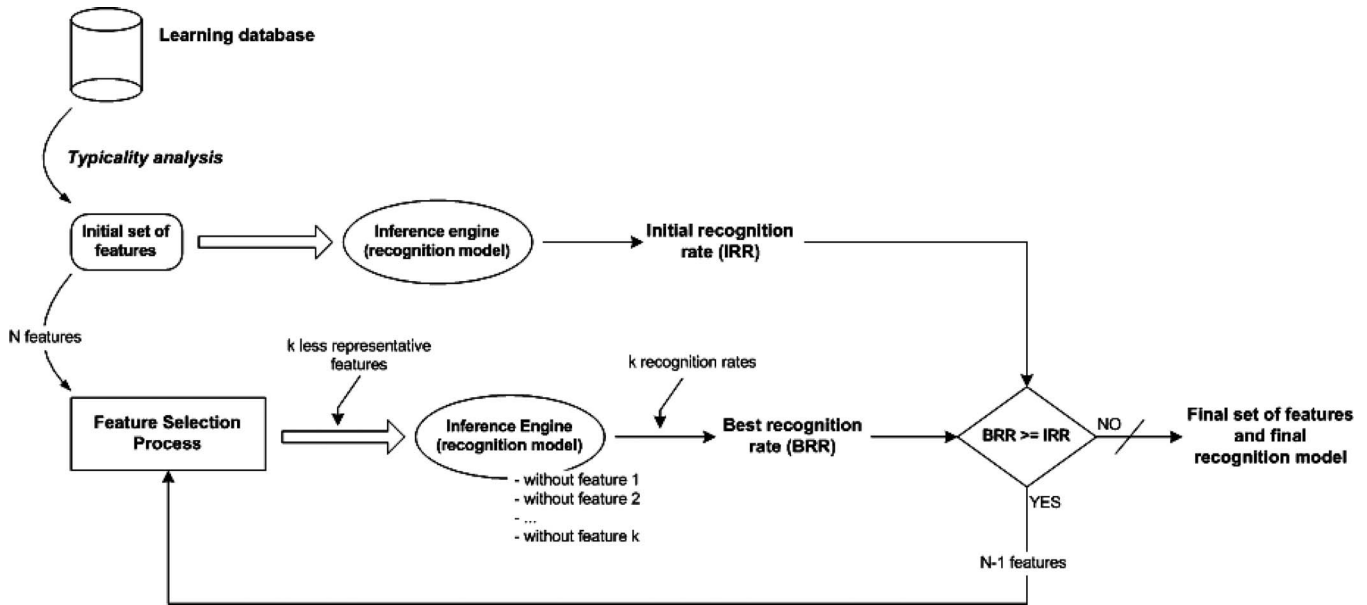 Learning database
Typicality analysis
Initial set of
features
Inference engine
(recognition model)
Initial recognition
rate (IRR)
N features
k less representative
features
k recognition rates
Feature Selection
Process
Inference Engine
(recognition model)
- without feature 1
- without feature 2
- ...
- without feature k
Best recognition
rate (BRR)
BRR >= IRR
NO
Final set of features
and final
recognition model
YES
N-1 features